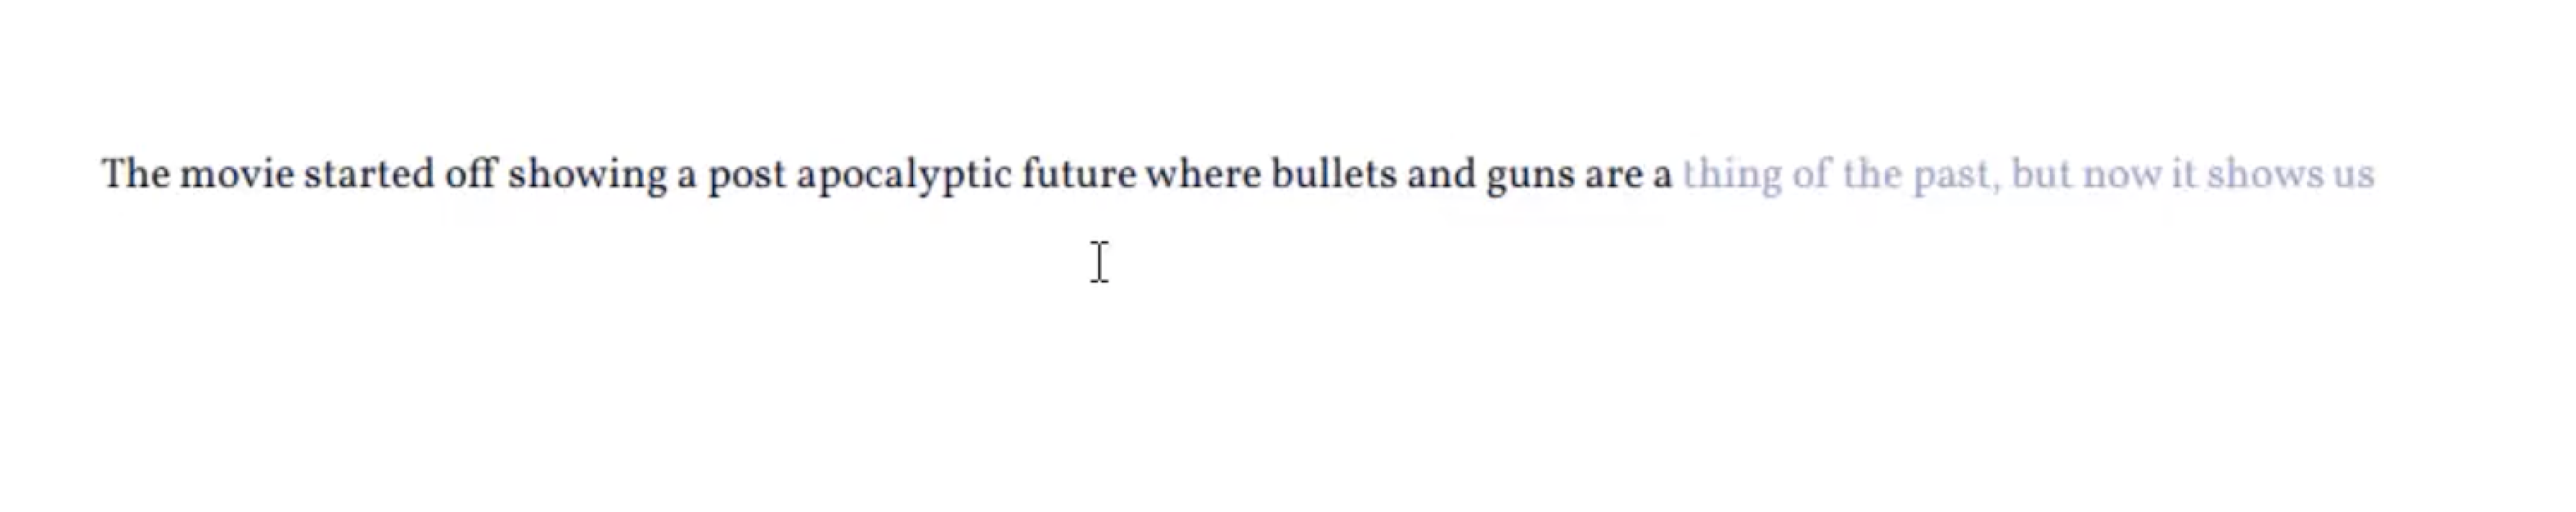 The movie started off showing a post apocalyptic future where bullets and guns are a thing of the past, but now it shows us